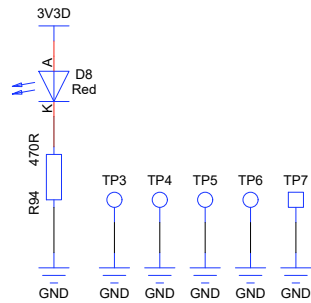 3V3D
A
D8
Red
K
470R
R94
TP3 TP4 TP5 TP6 TP7
GND GND GND GND GND GND